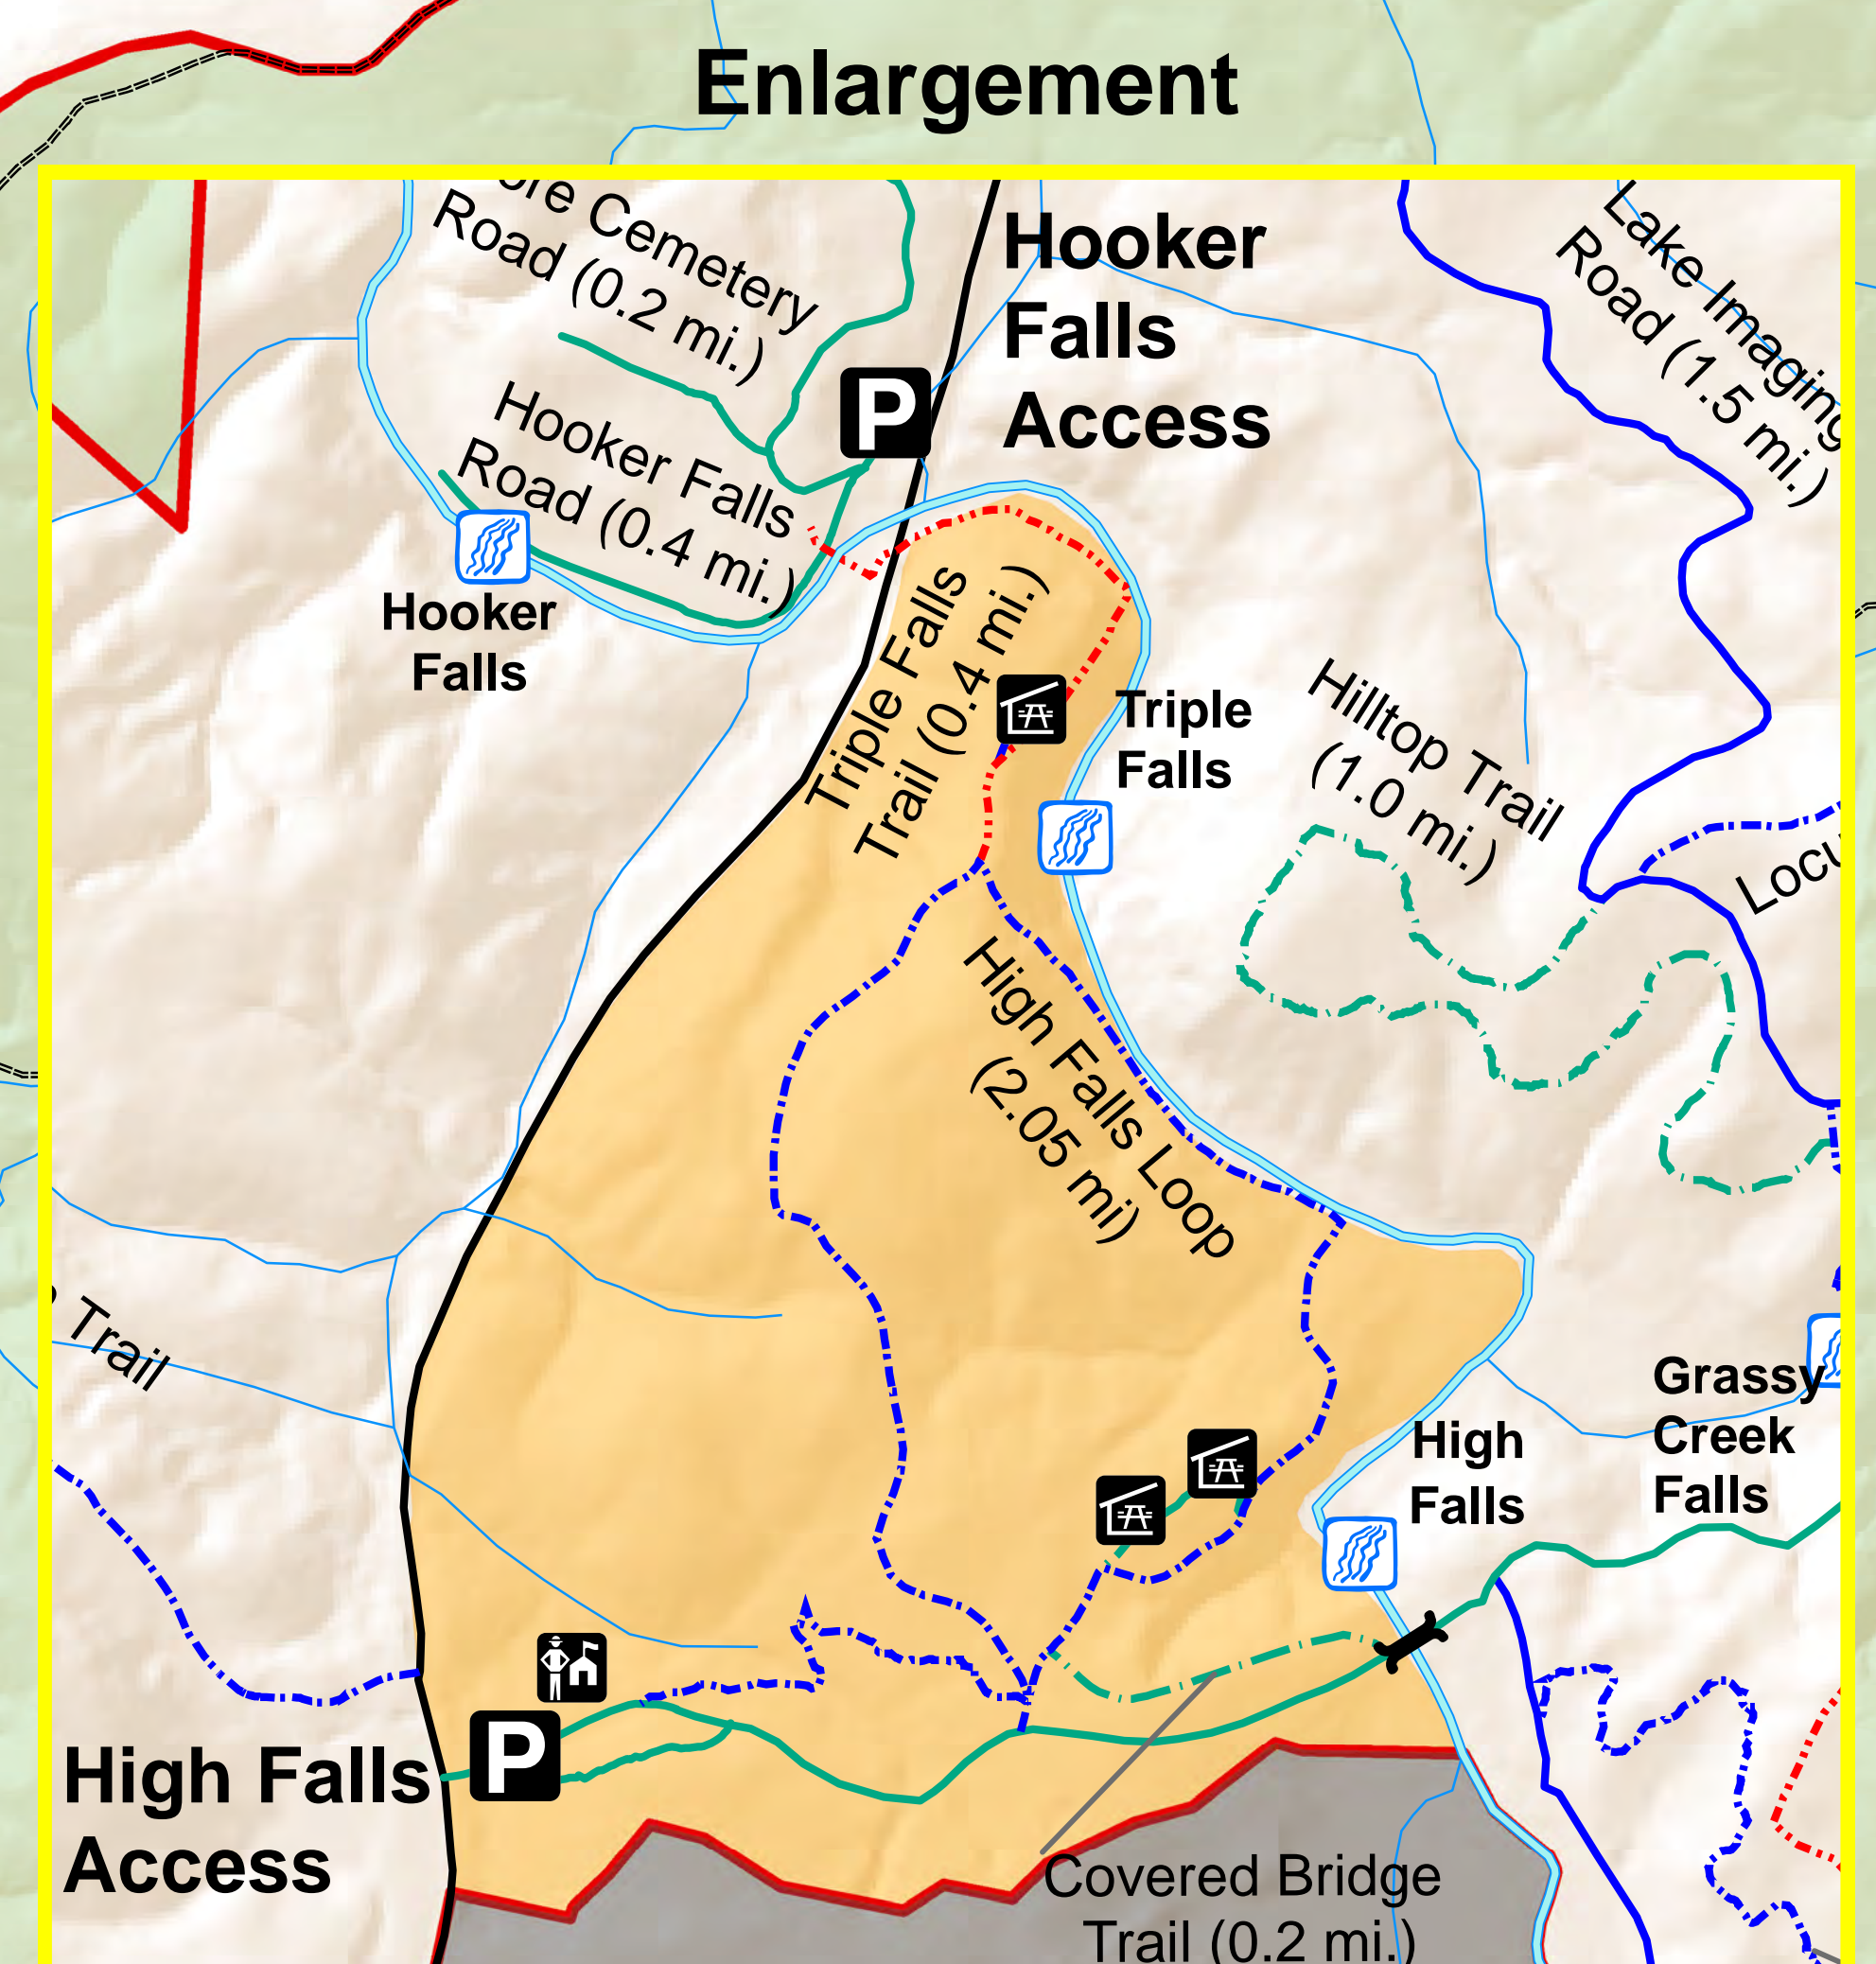 Enlargement
Cemetery
Road (0.2 mi.)
Hooker
Falls
Access
Lake Imaging
Road (1.5 mi.)
P
Hooker Falls
Road (0.4 mi.)
Hooker
Falls
Triple Falls
Trail (0.4 mi.)
Triple
Falls
Hilltop Trail
(1.0 mi.)
High Falls Loop
(2.05 mi)
Trail
High
Falls
Grassy
Creek
Falls
P
High Falls
Access
Covered Bridge
Trail (0.2 mi.)